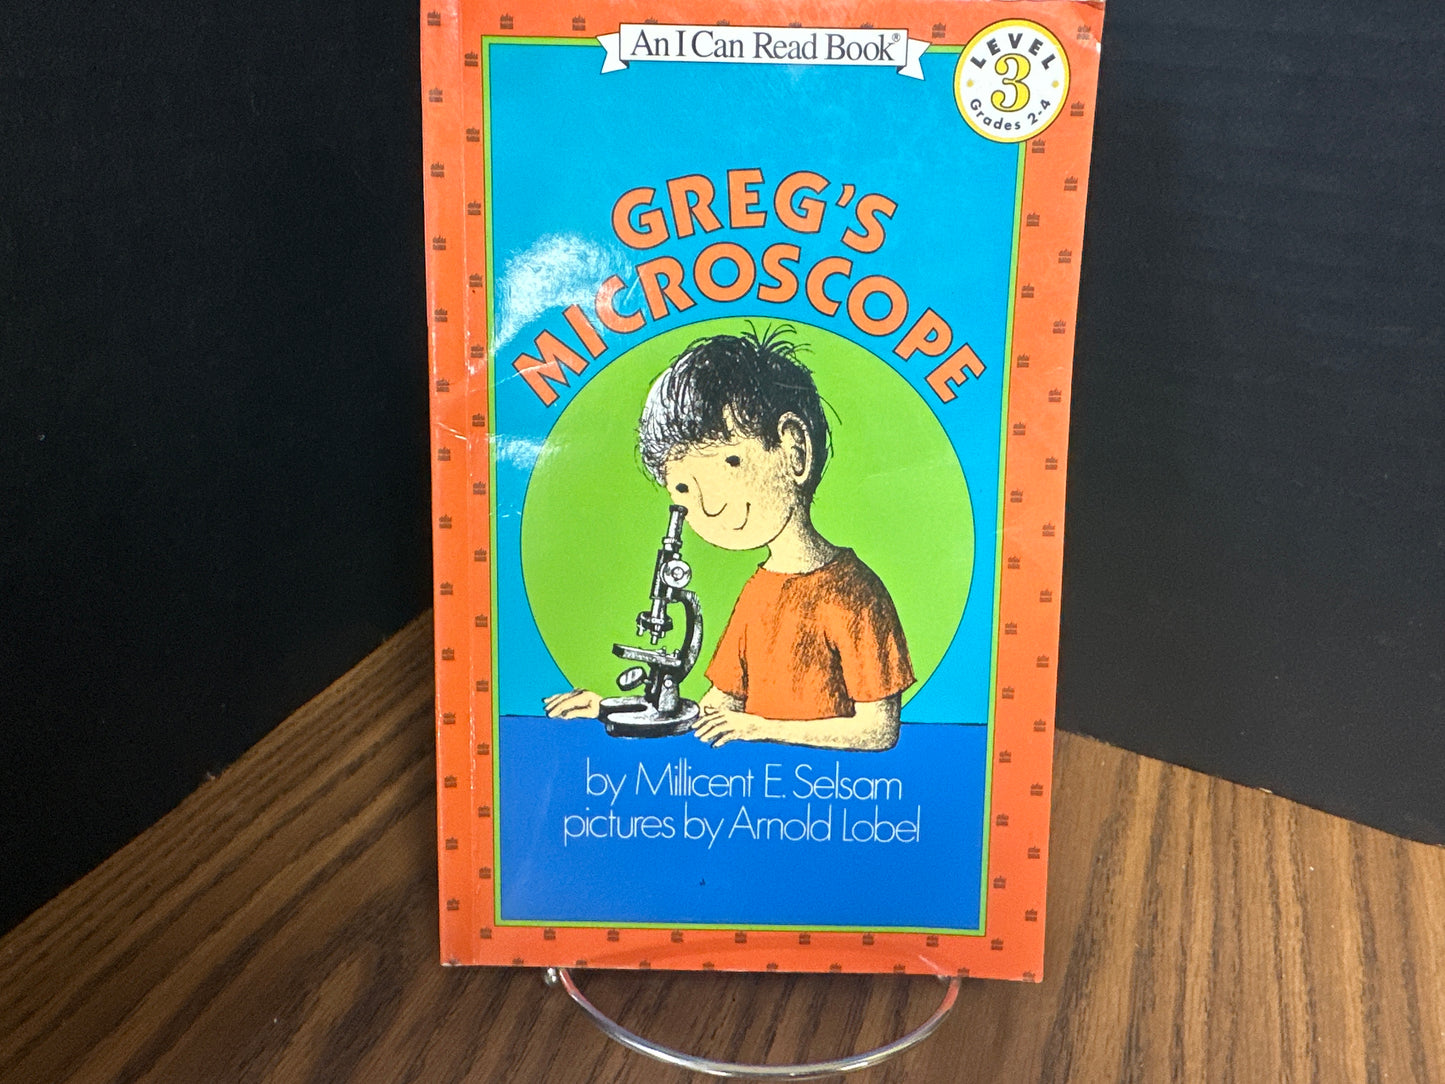 An I Can Read Book®
LEVEL
3
Grades 2-4
GREG'S
MICROSCOPE
by Millicent E. Selsam
pictures by Arnold Lobel